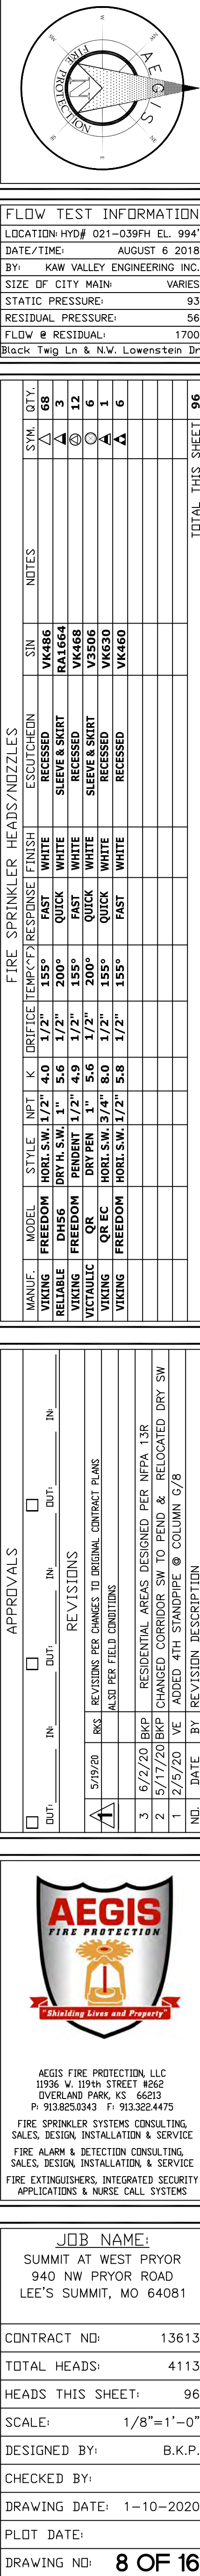 W
NW
SW
N
S
NE
SE
E
AEGIS
FIRE PROTECTION
N
FLOW TEST INFORMATION
LOCATION: HYD# 021-039FH EL. 994'
DATE/TIME: AUGUST 6 2018
BY: KAW VALLEY ENGINEERING INC.
SIZE OF CITY MAIN: VARIES
STATIC PRESSURE: 93
RESIDUAL PRESSURE: 56
FLOW @ RESIDUAL: 1700
Black Twig Ln & N.W. Lowenstein Dr
FIRE SPRINKLER HEADS/NOZZLES
MANUF. MODEL STYLE NPT K ORIFICE TEMP(°F) RESPONSE FINISH ESCUTCHEON SIN NOTES SYM. QTY.
VIKING FREEDOM HORI. S.W. 1/2" 4.0 1/2" 155° FAST WHITE RECESSED VK486 68
RELIABLE DH56 DRY H. S.W. 1" 5.6 1/2" 200° QUICK WHITE SLEEVE & SKIRT RA1664 3
VIKING FREEDOM PENDENT 1/2" 4.9 1/2" 155° FAST WHITE RECESSED VK468 12
VICTAULIC QR DRY PEN 1" 5.6 1/2" 200° QUICK WHITE SLEEVE & SKIRT V3506 6
VIKING QR EC HORI. S.W. 3/4" 8.0 1/2" 155° QUICK WHITE RECESSED VK630 1
VIKING FREEDOM HORI. S.W. 1/2" 5.8 1/2" 155° FAST WHITE RECESSED VK460 6
TOTAL THIS SHEET 96
APPROVALS
OUT: IN: OUT: IN: OUT: IN:
REVISIONS
1 5/19/20 RKS REVISIONS PER CHANGES TO ORIGINAL CONTRACT PLANS
ALSO PER FIELD CONDITIONS
3 6/2/20 BKP RESIDENTIAL AREAS DESIGNED PER NFPA 13R
2 5/17/20 BKP CHANGED CORRIDOR SW TO PEND & RELOCATED DRY SW
1 2/5/20 VE ADDED 4TH STANDPIPE @ COLUMN G/8
NO. DATE BY REVISION DESCRIPTION
AEGIS
FIRE PROTECTION
"Shielding Lives and Property"
AEGIS FIRE PROTECTION, LLC
11936 W. 119th STREET #262
OVERLAND PARK, KS 66213
P: 913.825.0343 F: 913.322.4475
FIRE SPRINKLER SYSTEMS CONSULTING,
SALES, DESIGN, INSTALLATION & SERVICE
FIRE ALARM & DETECTION CONSULTING,
SALES, DESIGN, INSTALLATION, & SERVICE
FIRE EXTINGUISHERS, INTEGRATED SECURITY
APPLICATIONS & NURSE CALL SYSTEMS
JOB NAME:
SUMMIT AT WEST PRYOR
940 NW PRYOR ROAD
LEE'S SUMMIT, MO 64081
CONTRACT NO: 13613
TOTAL HEADS: 4113
HEADS THIS SHEET: 96
SCALE: 1/8"=1'-0"
DESIGNED BY: B.K.P.
CHECKED BY:
DRAWING DATE: 1-10-2020
PLOT DATE:
DRAWING NO: 8 OF 16